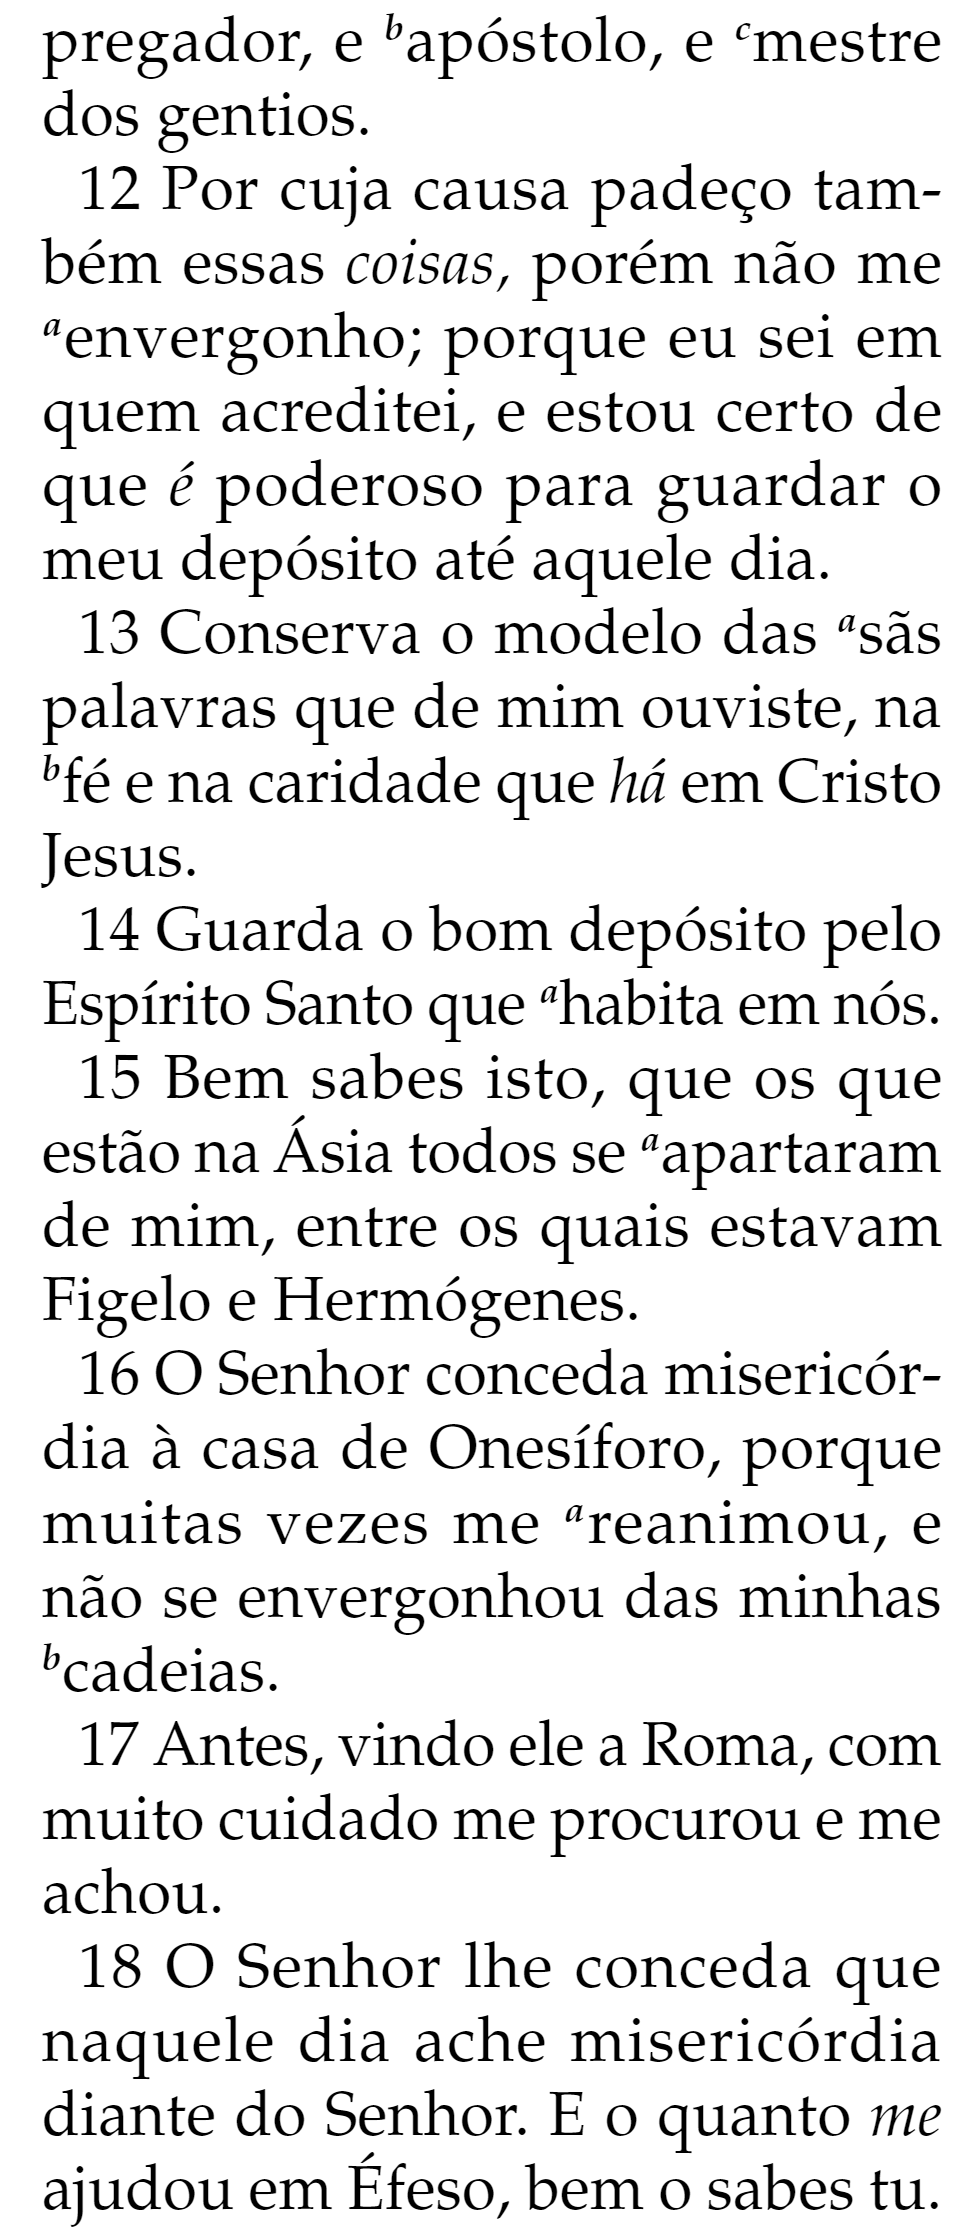 pregador, e ᵇapóstolo, e ᶜmestre
dos gentios.
12 Por cuja causa padeço tam-
bém essas coisas, porém não me
ᵃenvergonho; porque eu sei em
quem acreditei, e estou certo de
que é poderoso para guardar o
meu depósito até aquele dia.
13 Conserva o modelo das ᵃsãs
palavras que de mim ouviste, na
ᵇfé e na caridade que há em Cristo
Jesus.
14 Guarda o bom depósito pelo
Espírito Santo que ᵃhabita em nós.
15 Bem sabes isto, que os que
estão na Ásia todos se ᵃapartaram
de mim, entre os quais estavam
Figelo e Hermógenes.
16 O Senhor conceda misericór-
dia à casa de Onesíforo, porque
muitas vezes me ᵃreanimou, e
não se envergonhou das minhas
ᵇcadeias.
17 Antes, vindo ele a Roma, com
muito cuidado me procurou e me
achou.
18 O Senhor lhe conceda que
naquele dia ache misericórdia
diante do Senhor. E o quanto me
ajudou em Éfeso, bem o sabes tu.